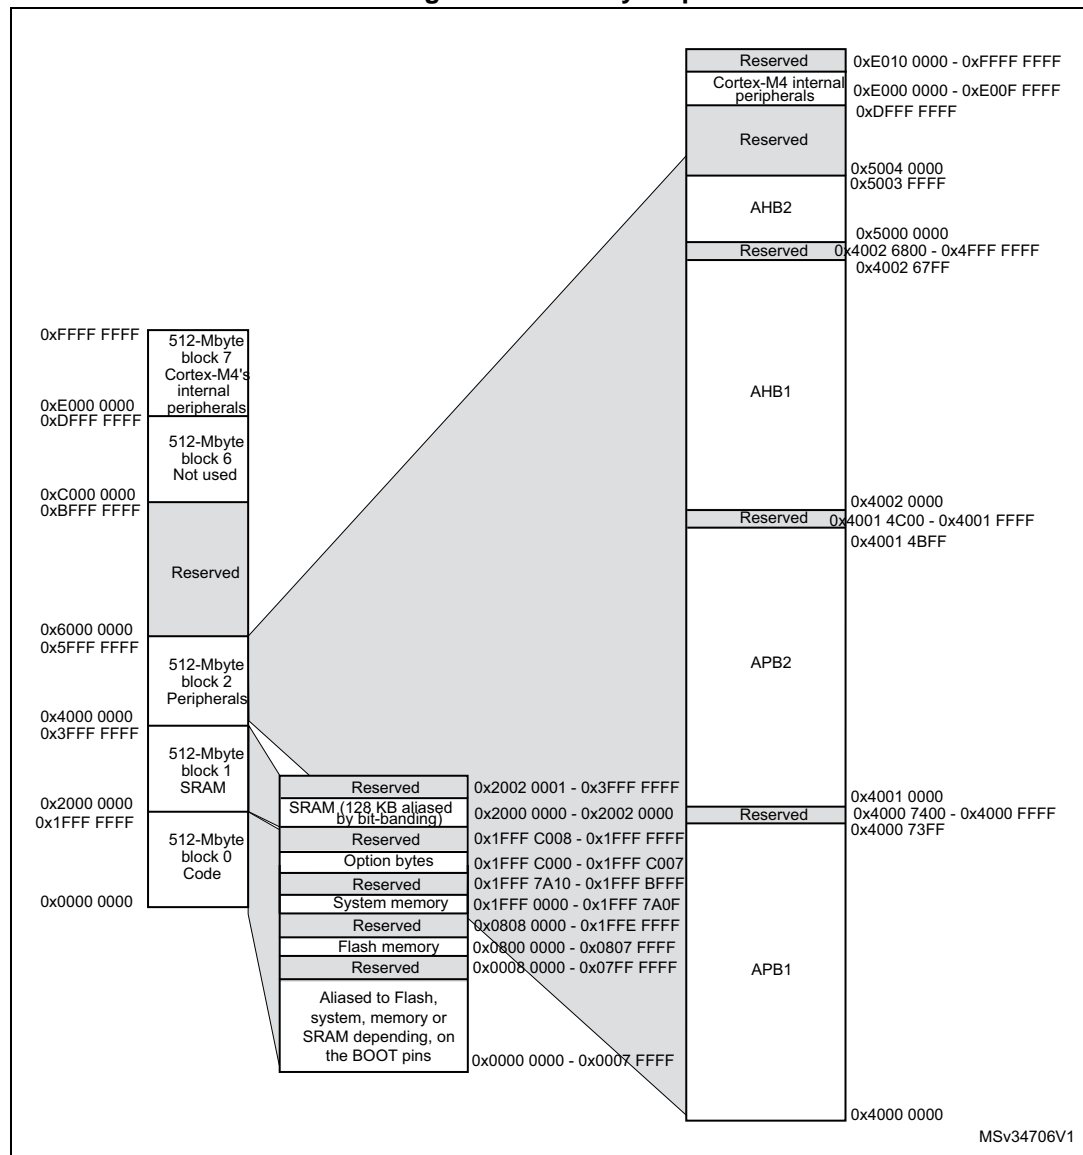 Reserved
0xE010 0000 - 0xFFFF FFFF
Cortex-M4 internal
peripherals
0xE000 0000 - 0xE00F FFFF
0xDFFF FFFF
Reserved
0x5004 0000
0x5003 FFFF
AHB2
0x5000 0000
Reserved
0x4002 6800 - 0x4FFF FFFF
0x4002 67FF
AHB1
0x4002 0000
Reserved
0x4001 4C00 - 0x4001 FFFF
0x4001 4BFF
APB2
0x4001 0000
Reserved
0x4000 7400 - 0x4000 FFFF
0x4000 73FF
APB1
0x4000 0000
0xFFFF FFFF
512-Mbyte
block 7
Cortex-M4's
internal
peripherals
0xE000 0000
0xDFFF FFFF
512-Mbyte
block 6
Not used
0xC000 0000
0xBFFF FFFF
Reserved
0x6000 0000
0x5FFF FFFF
512-Mbyte
block 2
Peripherals
0x4000 0000
0x3FFF FFFF
512-Mbyte
block 1
SRAM
0x2000 0000
0x1FFF FFFF
512-Mbyte
block 0
Code
0x0000 0000
Reserved
0x2002 0001 - 0x3FFF FFFF
SRAM (128 KB aliased
by bit-banding)
0x2000 0000 - 0x2002 0000
Reserved
0x1FFF C008 - 0x1FFF FFFF
Option bytes
0x1FFF C000 - 0x1FFF C007
Reserved
0x1FFF 7A10 - 0x1FFF BFFF
System memory
0x1FFF 0000 - 0x1FFF 7A0F
Reserved
0x0808 0000 - 0x1FFE FFFF
Flash memory
0x0800 0000 - 0x0807 FFFF
Reserved
0x0008 0000 - 0x07FF FFFF
Aliased to Flash,
system, memory or
SRAM depending, on
the BOOT pins
0x0000 0000 - 0x0007 FFFF
MSv34706V1